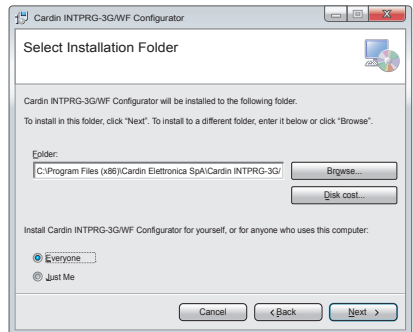 Cardin INTPRG-3G/WF Configurator
Select Installation Folder
Cardin INTPRG-3G/WF Configurator will be installed to the following folder.
To install in this folder, click "Next". To install to a different folder, enter it below or click "Browse".
Folder:
C:\Program Files (x86)\Cardin Elettronica SpA\Cardin INTPRG-3G/
Browse...
Disk cost...
Install Cardin INTPRG-3G/WF Configurator for yourself, or for anyone who uses this computer:
Everyone
Just Me
Cancel
< Back
Next >